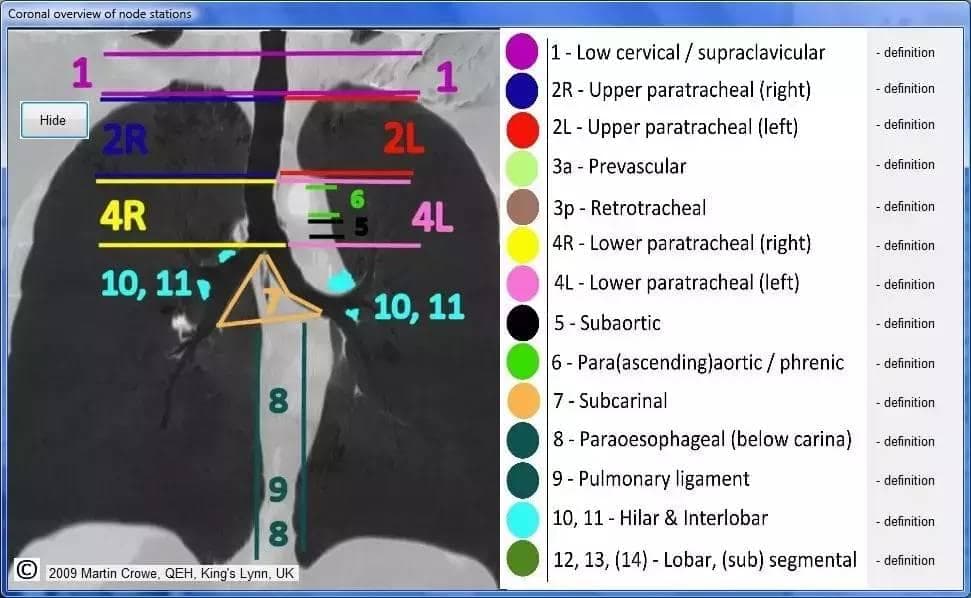 Coronal overview of node stations
1
1
Hide
2R
2L
6
5
4R
4L
10, 11
7
10, 11
8
9
8
© 2009 Martin Crowe, QEH, King's Lynn, UK
1 - Low cervical / supraclavicular - definition
2R - Upper paratracheal (right) - definition
2L - Upper paratracheal (left) - definition
3a - Prevascular - definition
3p - Retrotracheal - definition
4R - Lower paratracheal (right) - definition
4L - Lower paratracheal (left) - definition
5 - Subaortic - definition
6 - Para(ascending)aortic / phrenic - definition
7 - Subcarinal - definition
8 - Paraoesophageal (below carina) - definition
9 - Pulmonary ligament - definition
10, 11 - Hilar & Interlobar - definition
12, 13, (14) - Lobar, (sub) segmental - definition